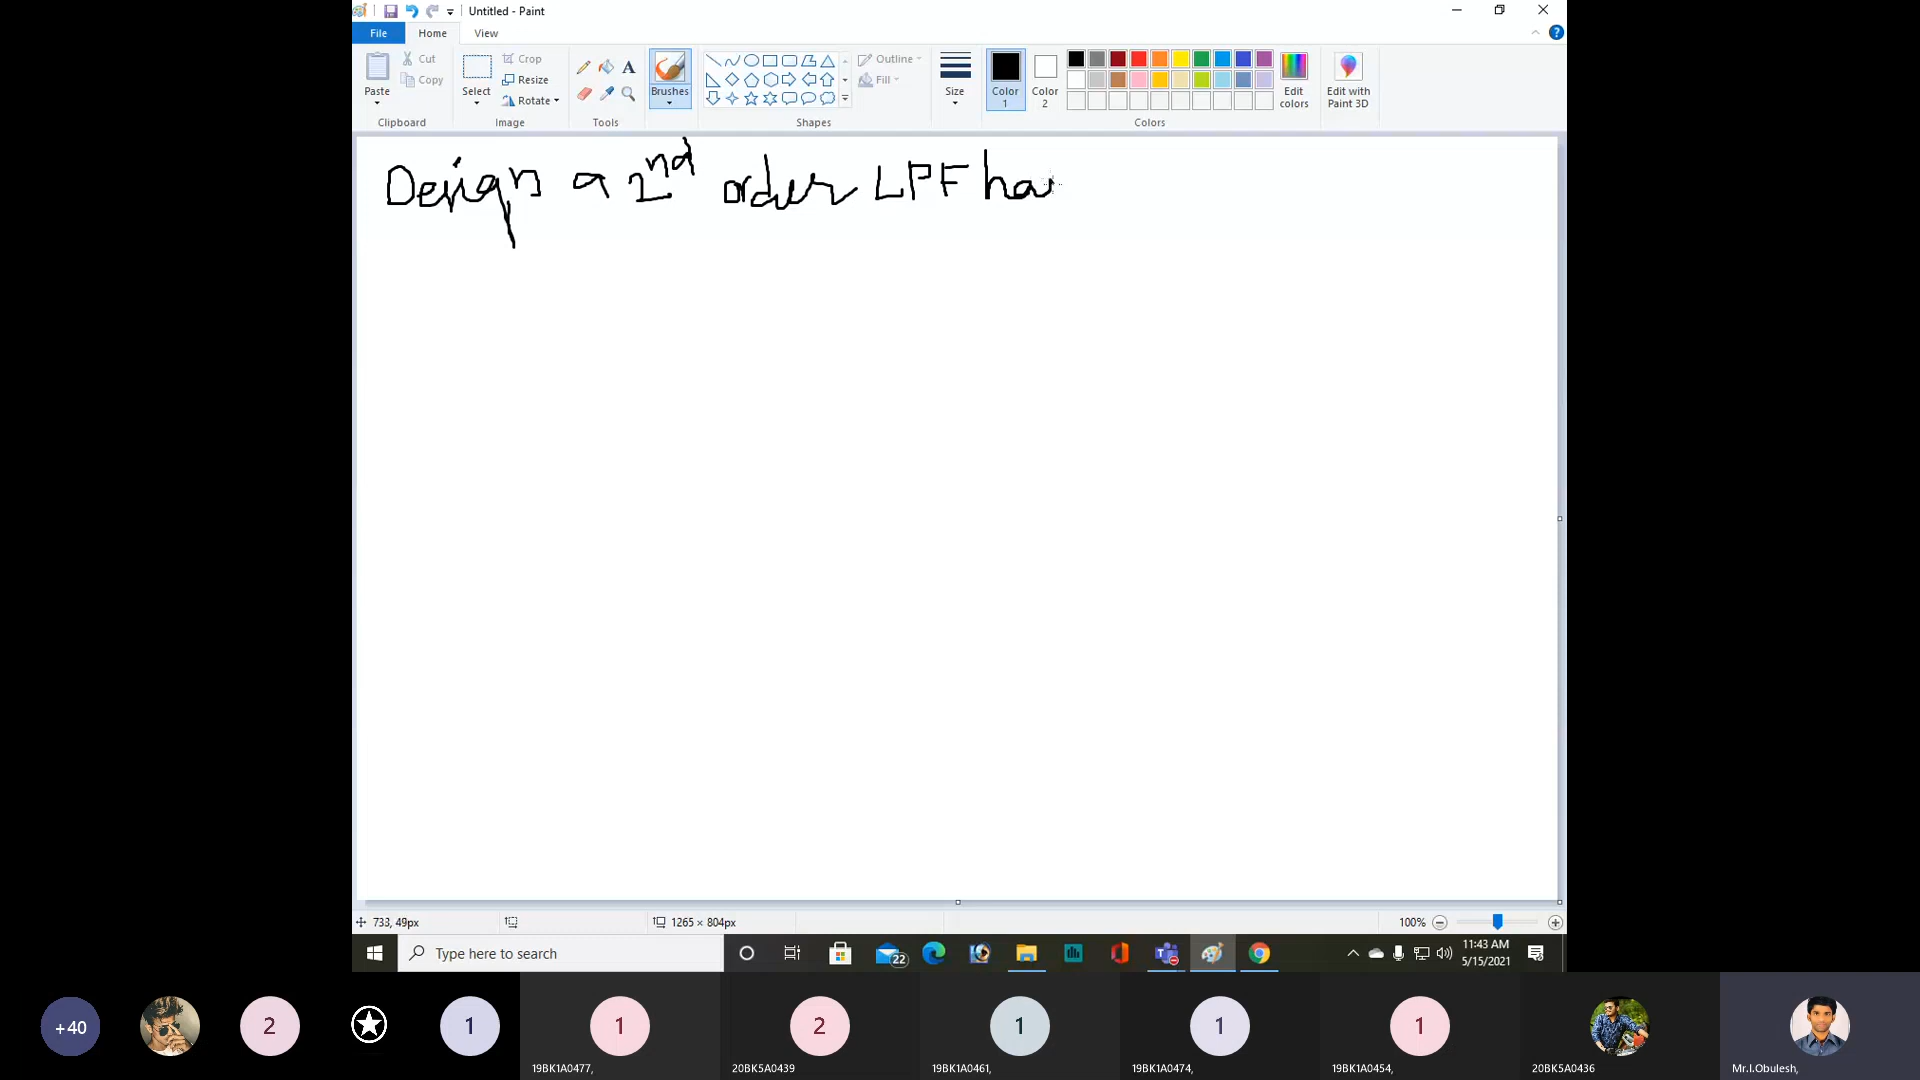 Untitled - Paint
File Home View
Paste
Cut
Copy
Clipboard
Select
Crop
Resize
Rotate
Image
A
Tools
Brushes
Shapes
Outline
Fill
Size
Color 1
Color 2
Edit colors
Colors
Edit with Paint 3D
Design a 2nd order LPF ha
733, 49px
1265 × 804px
100%
Type here to search
22
11:43 AM
5/15/2021
+40
2
1
1
2
1
1
1
19BK1A0477,
20BK5A0439
19BK1A0461,
19BK1A0474,
19BK1A0454,
20BK5A0436
Mr.I.Obulesh,